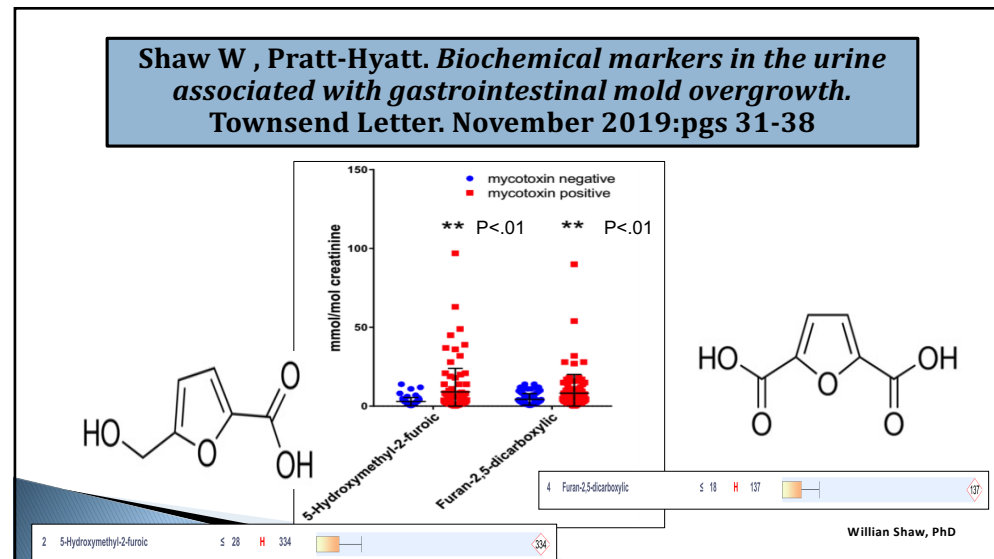 Shaw W , Pratt-Hyatt. Biochemical markers in the urine
associated with gastrointestinal mold overgrowth.
Townsend Letter. November 2019:pgs 31-38
mycotoxin negative
mycotoxin positive
** P<.01 ** P<.01
mmol/mol creatinine
150
100
50
0
5-Hydroxymethyl-2-furoic
Furan-2,5-dicarboxylic
HO
O
O
OH
HO
O
O
O
OH
4 Furan-2,5-dicarboxylic ≤ 18 H 137 137
Willian Shaw, PhD
2 5-Hydroxymethyl-2-furoic ≤ 28 H 334 334